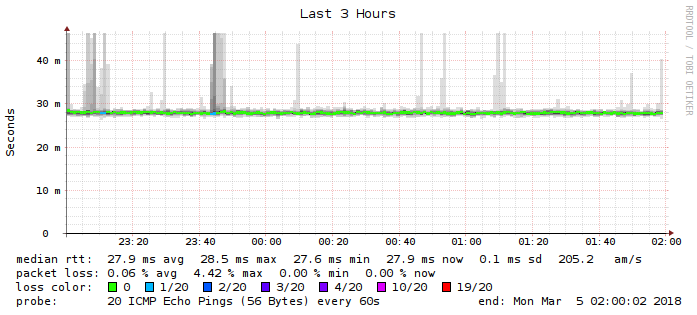 Last 3 Hours
RRDTOOL / TOBI OETIKER
Seconds
40 m
30 m
20 m
10 m
0
23:20 23:40 00:00 00:20 00:40 01:00 01:20 01:40 02:00
median rtt: 27.9 ms avg 28.5 ms max 27.6 ms min 27.9 ms now 0.1 ms sd 205.2 am/s
packet loss: 0.06 % avg 4.42 % max 0.00 % min 0.00 % now
loss color: 0 1/20 2/20 3/20 4/20 10/20 19/20
probe: 20 ICMP Echo Pings (56 Bytes) every 60s end: Mon Mar 5 02:00:02 2018